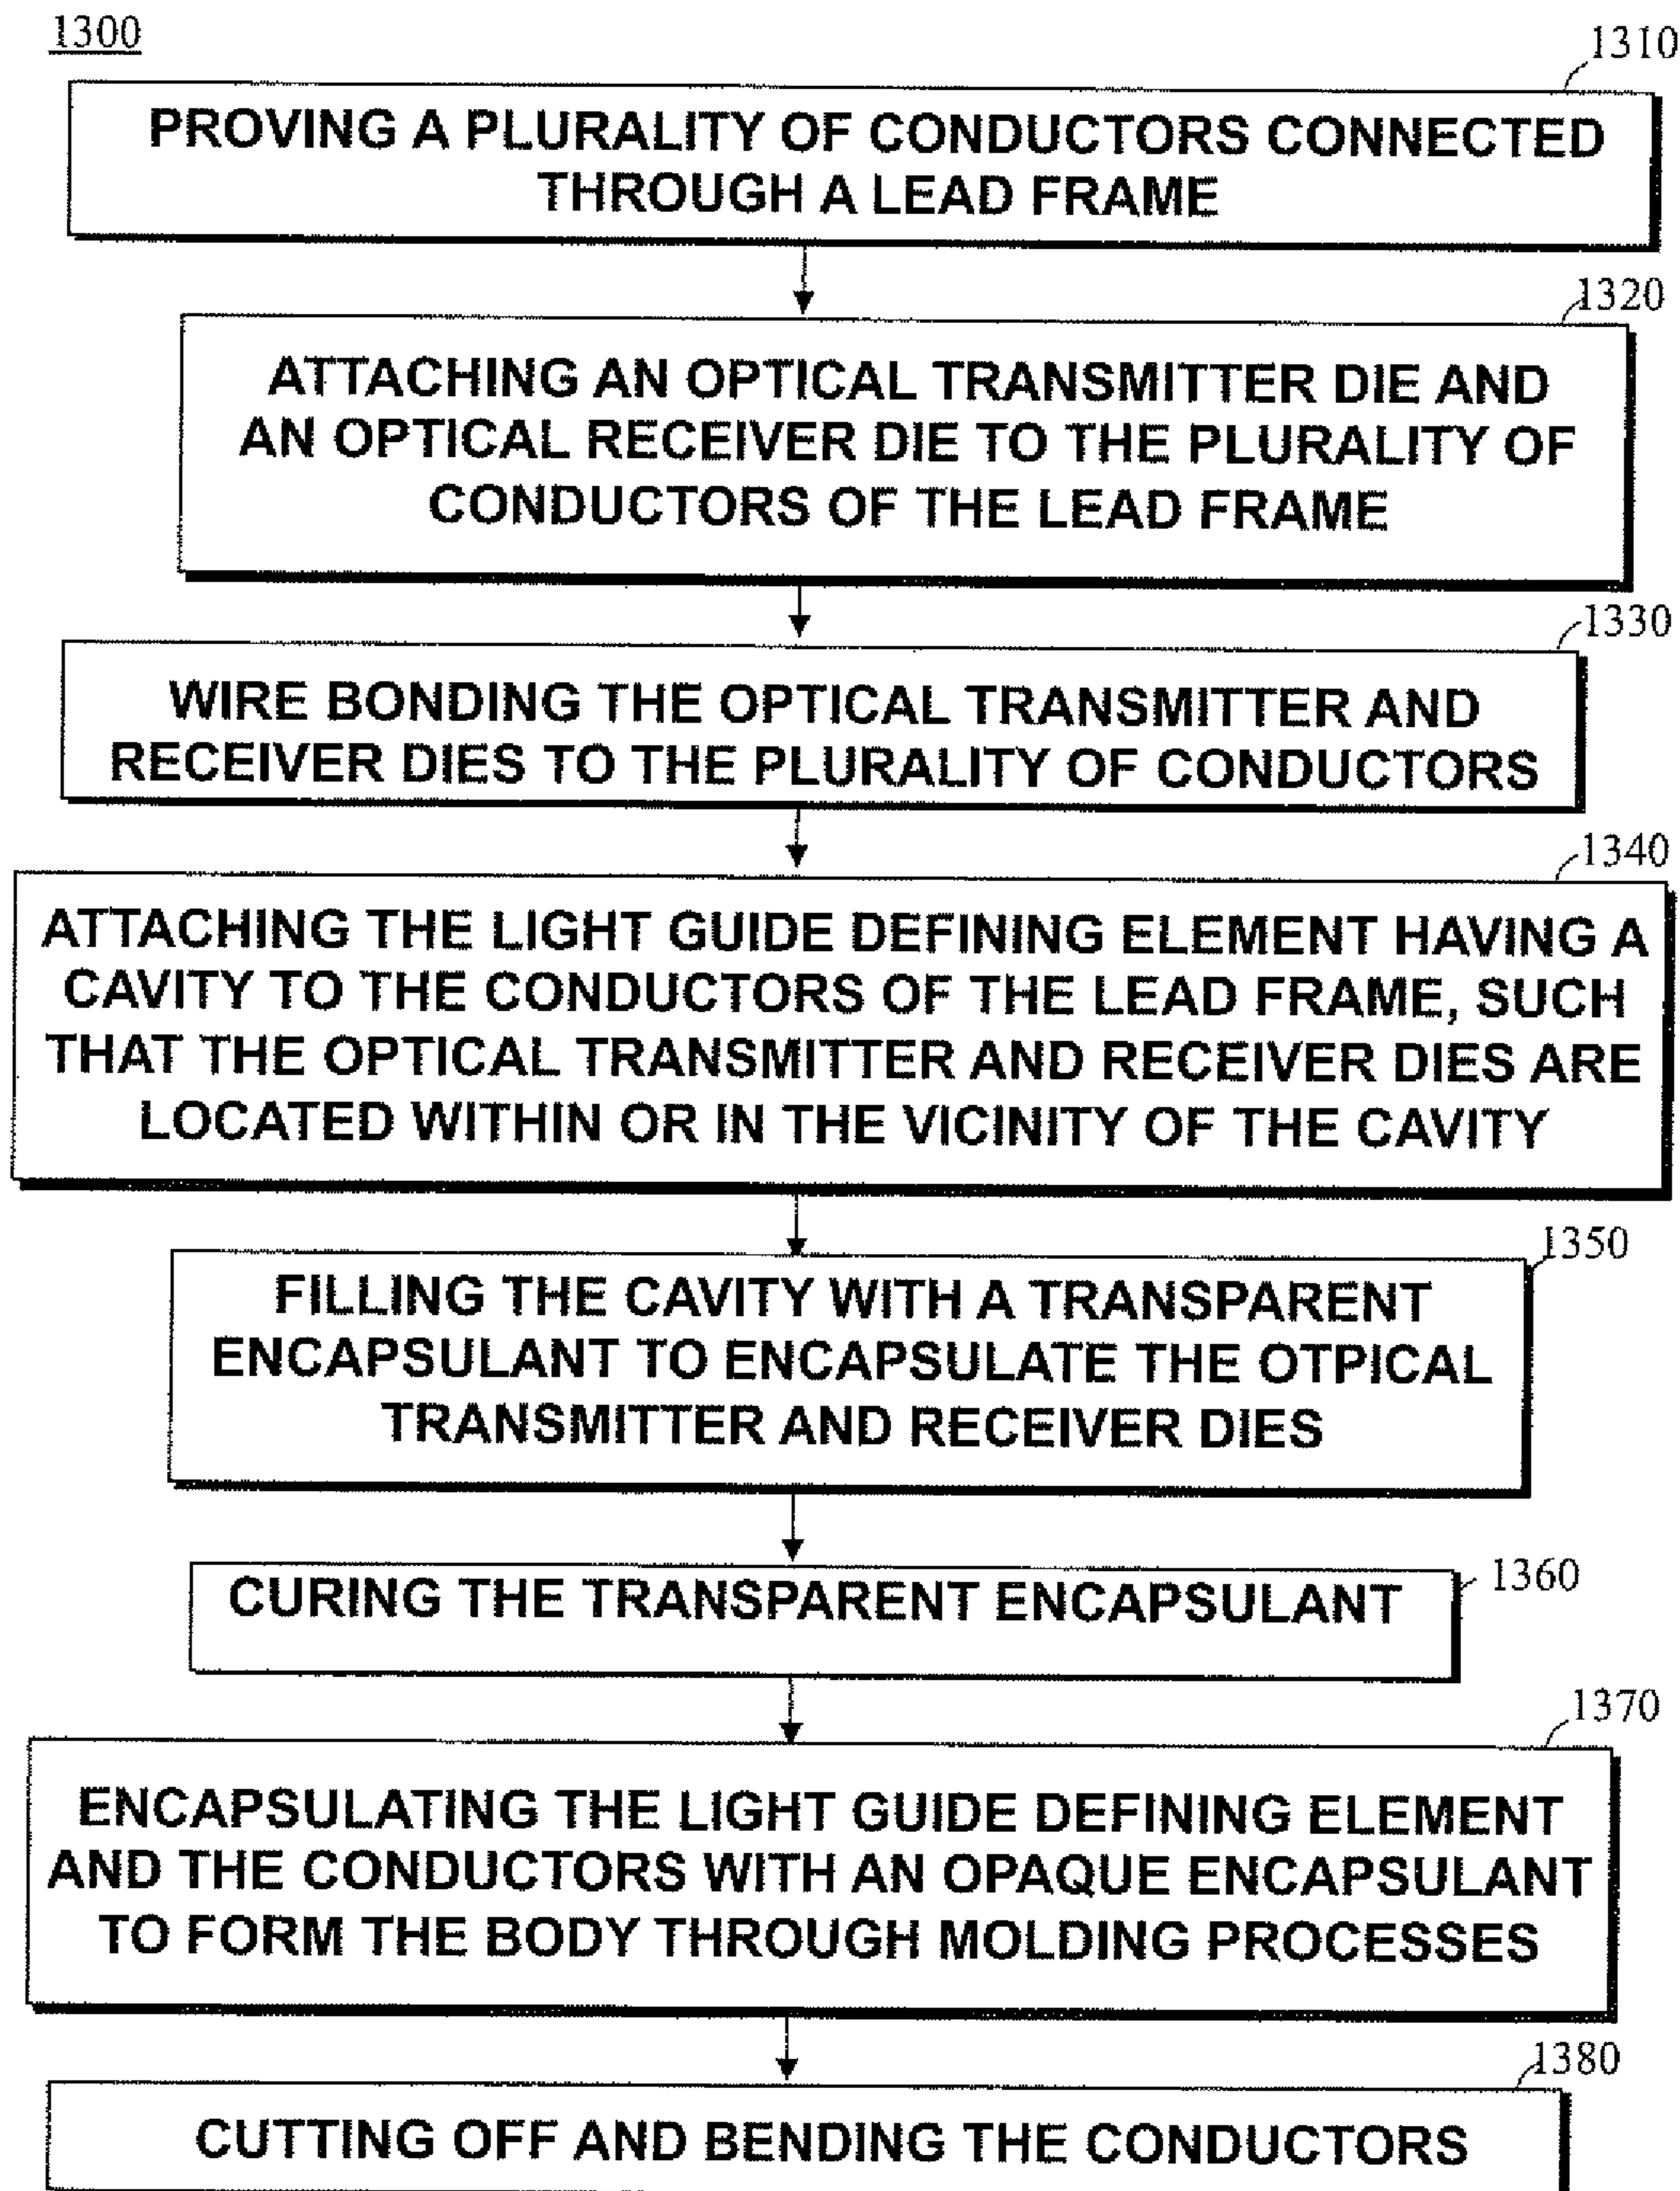 1300
1310
PROVING A PLURALITY OF CONDUCTORS CONNECTED
THROUGH A LEAD FRAME
1320
ATTACHING AN OPTICAL TRANSMITTER DIE AND
AN OPTICAL RECEIVER DIE TO THE PLURALITY OF
CONDUCTORS OF THE LEAD FRAME
1330
WIRE BONDING THE OPTICAL TRANSMITTER AND
RECEIVER DIES TO THE PLURALITY OF CONDUCTORS
1340
ATTACHING THE LIGHT GUIDE DEFINING ELEMENT HAVING A
CAVITY TO THE CONDUCTORS OF THE LEAD FRAME, SUCH
THAT THE OPTICAL TRANSMITTER AND RECEIVER DIES ARE
LOCATED WITHIN OR IN THE VICINITY OF THE CAVITY
1350
FILLING THE CAVITY WITH A TRANSPARENT
ENCAPSULANT TO ENCAPSULATE THE OTPICAL
TRANSMITTER AND RECEIVER DIES
1360
CURING THE TRANSPARENT ENCAPSULANT
1370
ENCAPSULATING THE LIGHT GUIDE DEFINING ELEMENT
AND THE CONDUCTORS WITH AN OPAQUE ENCAPSULANT
TO FORM THE BODY THROUGH MOLDING PROCESSES
1380
CUTTING OFF AND BENDING THE CONDUCTORS